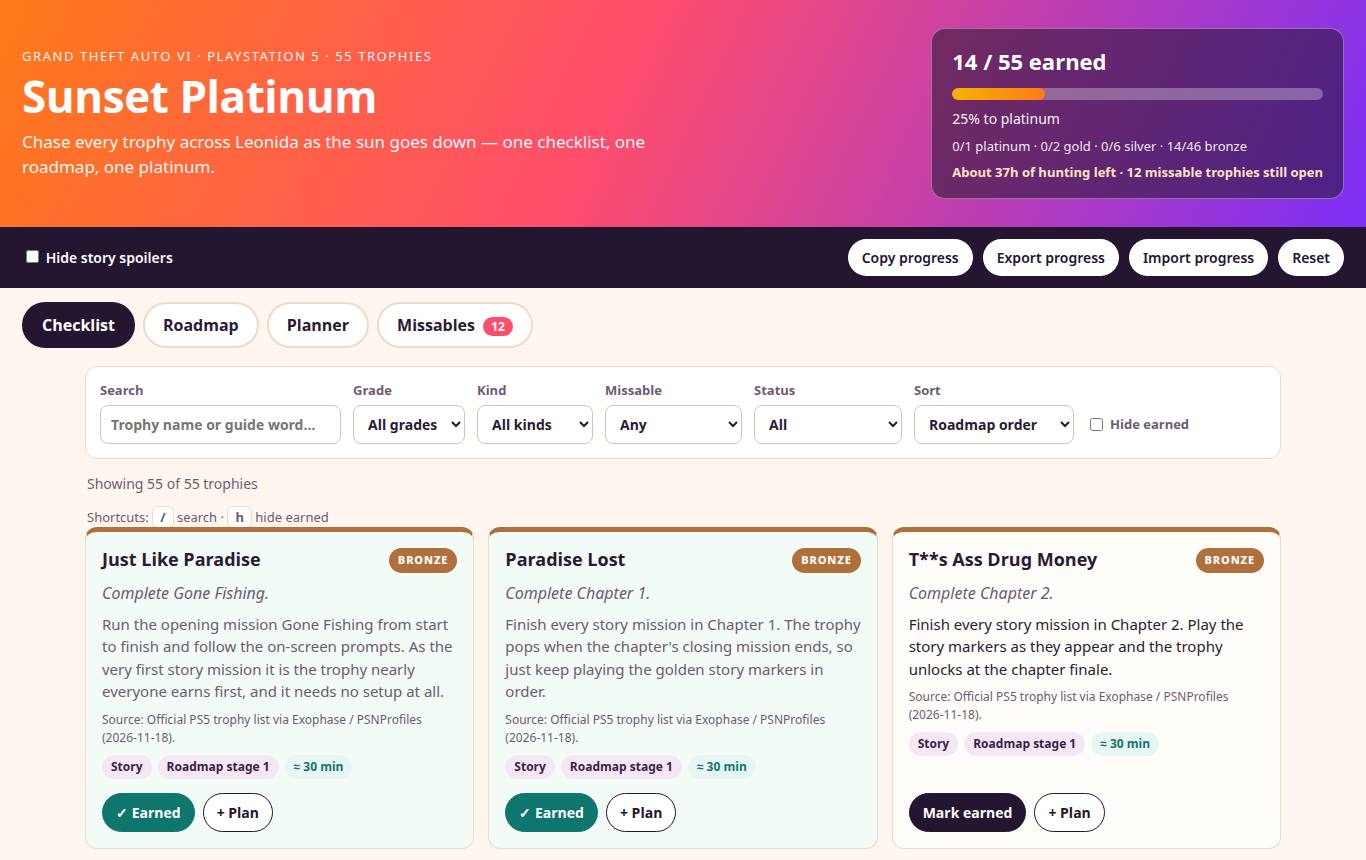 GRAND THEFT AUTO VI · PLAYSTATION 5 · 55 TROPHIES
Sunset Platinum
Chase every trophy across Leonida as the sun goes down — one checklist, one
roadmap, one platinum.
14 / 55 earned
25% to platinum
0/1 platinum · 0/2 gold · 0/6 silver · 14/46 bronze
About 37h of hunting left · 12 missable trophies still open
Hide story spoilers
Copy progress
Export progress
Import progress
Reset
Checklist
Roadmap
Planner
Missables 12
Search
Grade
Kind
Missable
Status
Sort
Trophy name or guide word...
All grades
All kinds
Any
All
Roadmap order
Hide earned
Showing 55 of 55 trophies
Shortcuts: / search · h hide earned
Just Like Paradise
BRONZE
Complete Gone Fishing.
Run the opening mission Gone Fishing from start
to finish and follow the on-screen prompts. As the
very first story mission it is the trophy nearly
everyone earns first, and it needs no setup at all.
Source: Official PS5 trophy list via Exophase / PSNProfiles
(2026-11-18).
Story
Roadmap stage 1
≈ 30 min
✓ Earned
+ Plan
Paradise Lost
BRONZE
Complete Chapter 1.
Finish every story mission in Chapter 1. The trophy
pops when the chapter's closing mission ends, so
just keep playing the golden story markers in
order.
Source: Official PS5 trophy list via Exophase / PSNProfiles
(2026-11-18).
Story
Roadmap stage 1
≈ 30 min
✓ Earned
+ Plan
T**s Ass Drug Money
BRONZE
Complete Chapter 2.
Finish every story mission in Chapter 2. Play the
story markers as they appear and the trophy
unlocks at the chapter finale.
Source: Official PS5 trophy list via Exophase / PSNProfiles
(2026-11-18).
Story
Roadmap stage 1
≈ 30 min
Mark earned
+ Plan